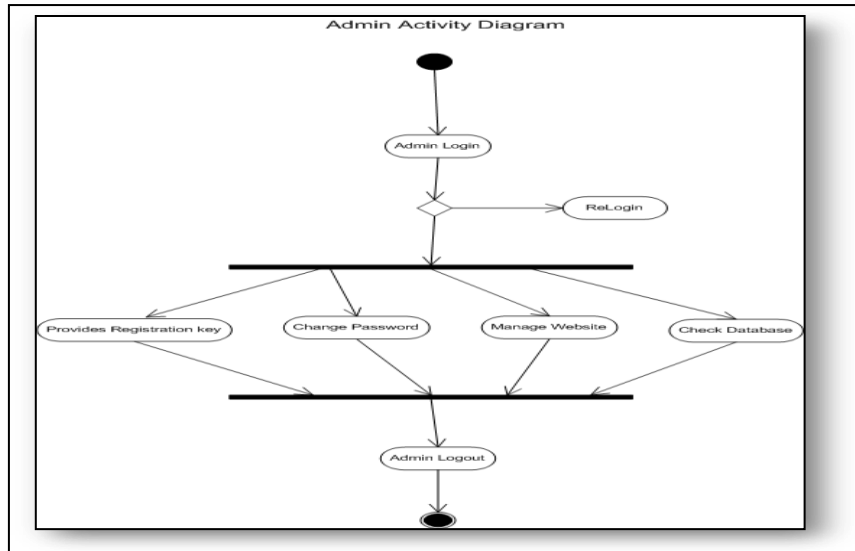 Admin Activity Diagram
Admin Login
ReLogin
Provides Registration key
Change Password
Manage Website
Check Database
Admin Logout